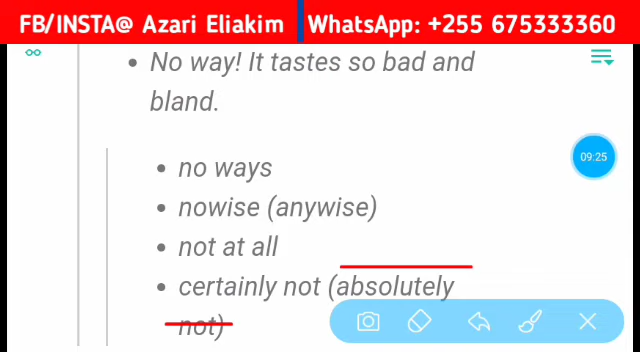 FB/INSTA@ Azari Eliakim WhatsApp: +255 675333360
• No way! It tastes so bad and
bland.
09:25
• no ways
• nowise (anywise)
• not at all
• certainly not (absolutely
not)